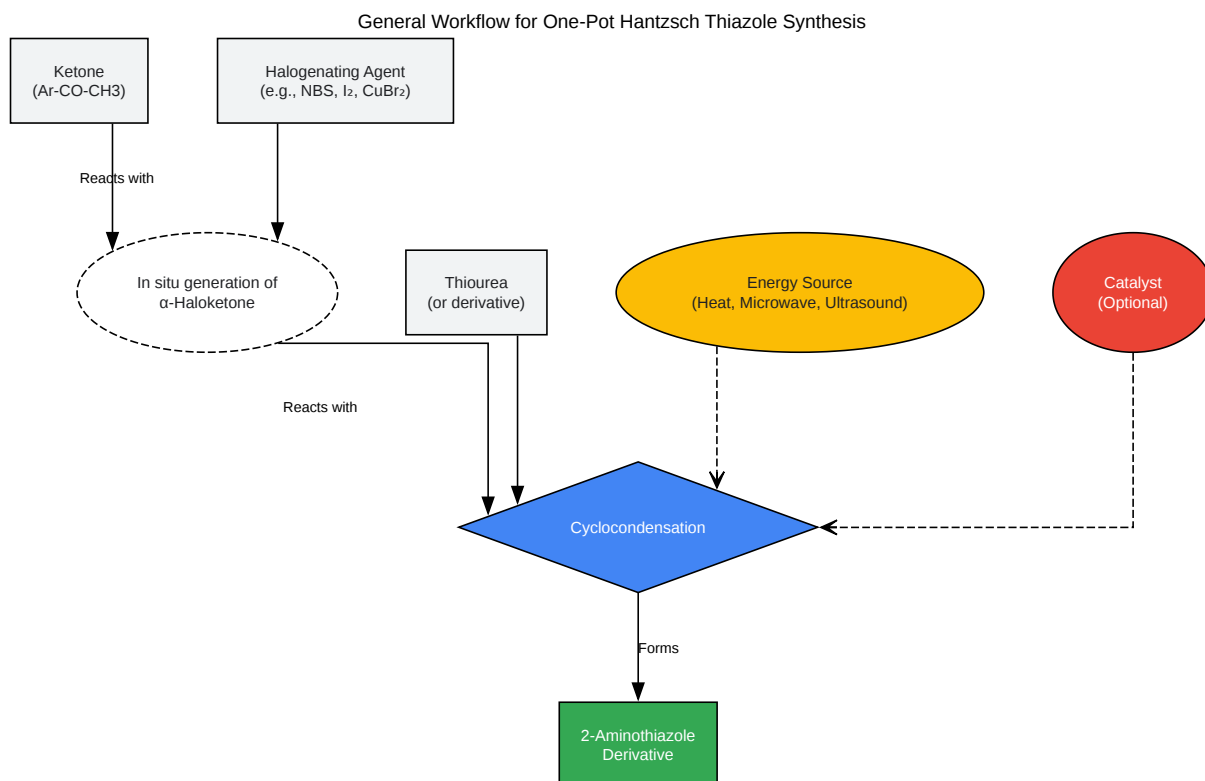 General Workflow for One-Pot Hantzsch Thiazole Synthesis
Ketone
(Ar-CO-CH3)
Halogenating Agent
(e.g., NBS, I₂, CuBr₂)
Reacts with
In situ generation of
α-Haloketone
Thiourea
(or derivative)
Energy Source
(Heat, Microwave, Ultrasound)
Catalyst
(Optional)
Reacts with
Cyclocondensation
Forms
2-Aminothiazole
Derivative